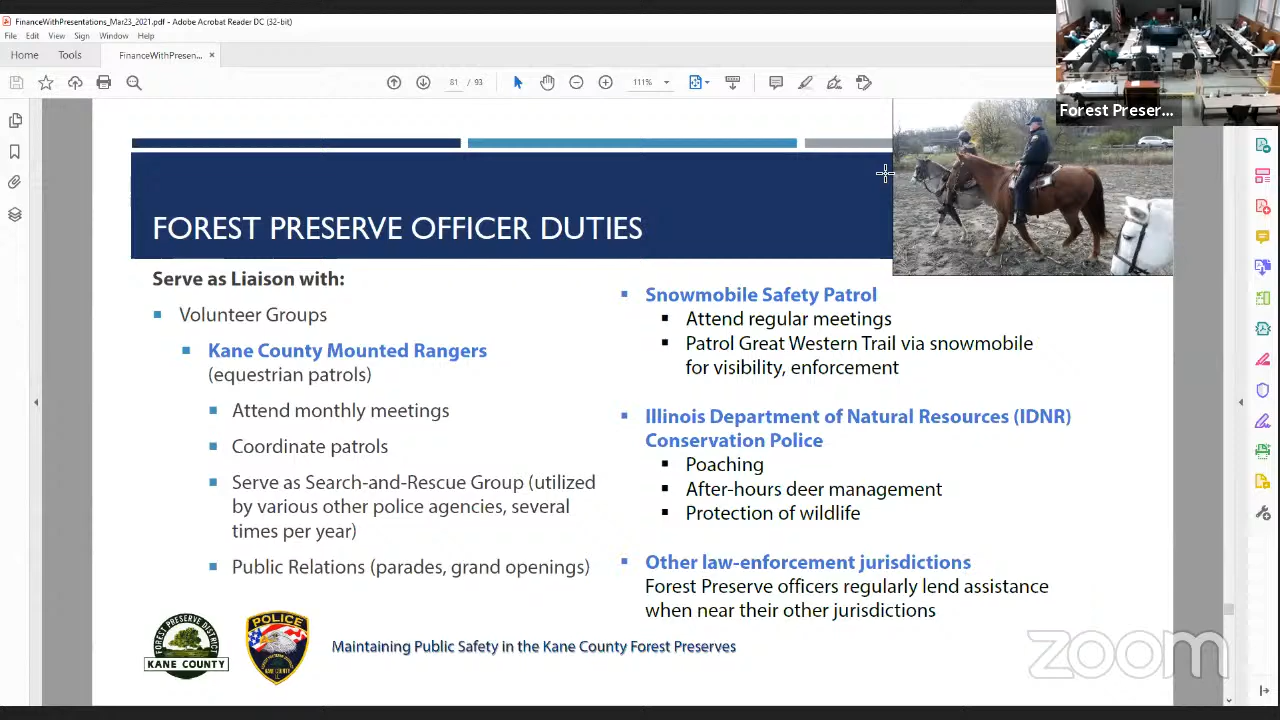 FinanceWithPresentations_Mar23_2021.pdf - Adobe Acrobat Reader DC (32-bit)
File Edit View Sign Window Help
Home Tools FinanceWithPresen... ×
81 / 93 111%
Forest Preser...
FOREST PRESERVE OFFICER DUTIES
Serve as Liaison with:
Volunteer Groups
Kane County Mounted Rangers
(equestrian patrols)
Attend monthly meetings
Coordinate patrols
Serve as Search-and-Rescue Group (utilized
by various other police agencies, several
times per year)
Public Relations (parades, grand openings)
Snowmobile Safety Patrol
Attend regular meetings
Patrol Great Western Trail via snowmobile
for visibility, enforcement
Illinois Department of Natural Resources (IDNR)
Conservation Police
Poaching
After-hours deer management
Protection of wildlife
Other law-enforcement jurisdictions
Forest Preserve officers regularly lend assistance
when near their other jurisdictions
FOREST PRESERVE DISTRICT
KANE COUNTY
POLICE
KANE COUNTY
Maintaining Public Safety in the Kane County Forest Preserves
zoom